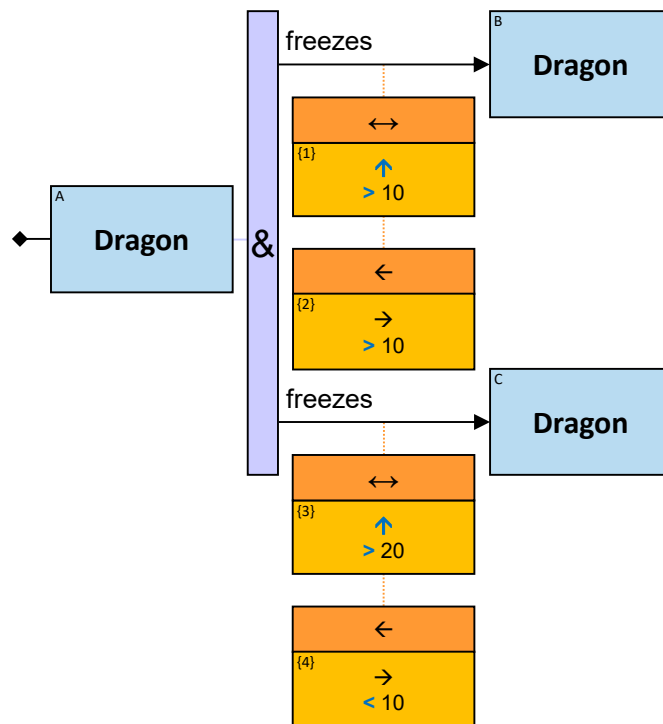 freezes
B
Dragon
↔
{1}
↑
> 10
A
Dragon
&
←
{2}
→
> 10
freezes
C
Dragon
↔
{3}
↑
> 20
←
{4}
→
< 10